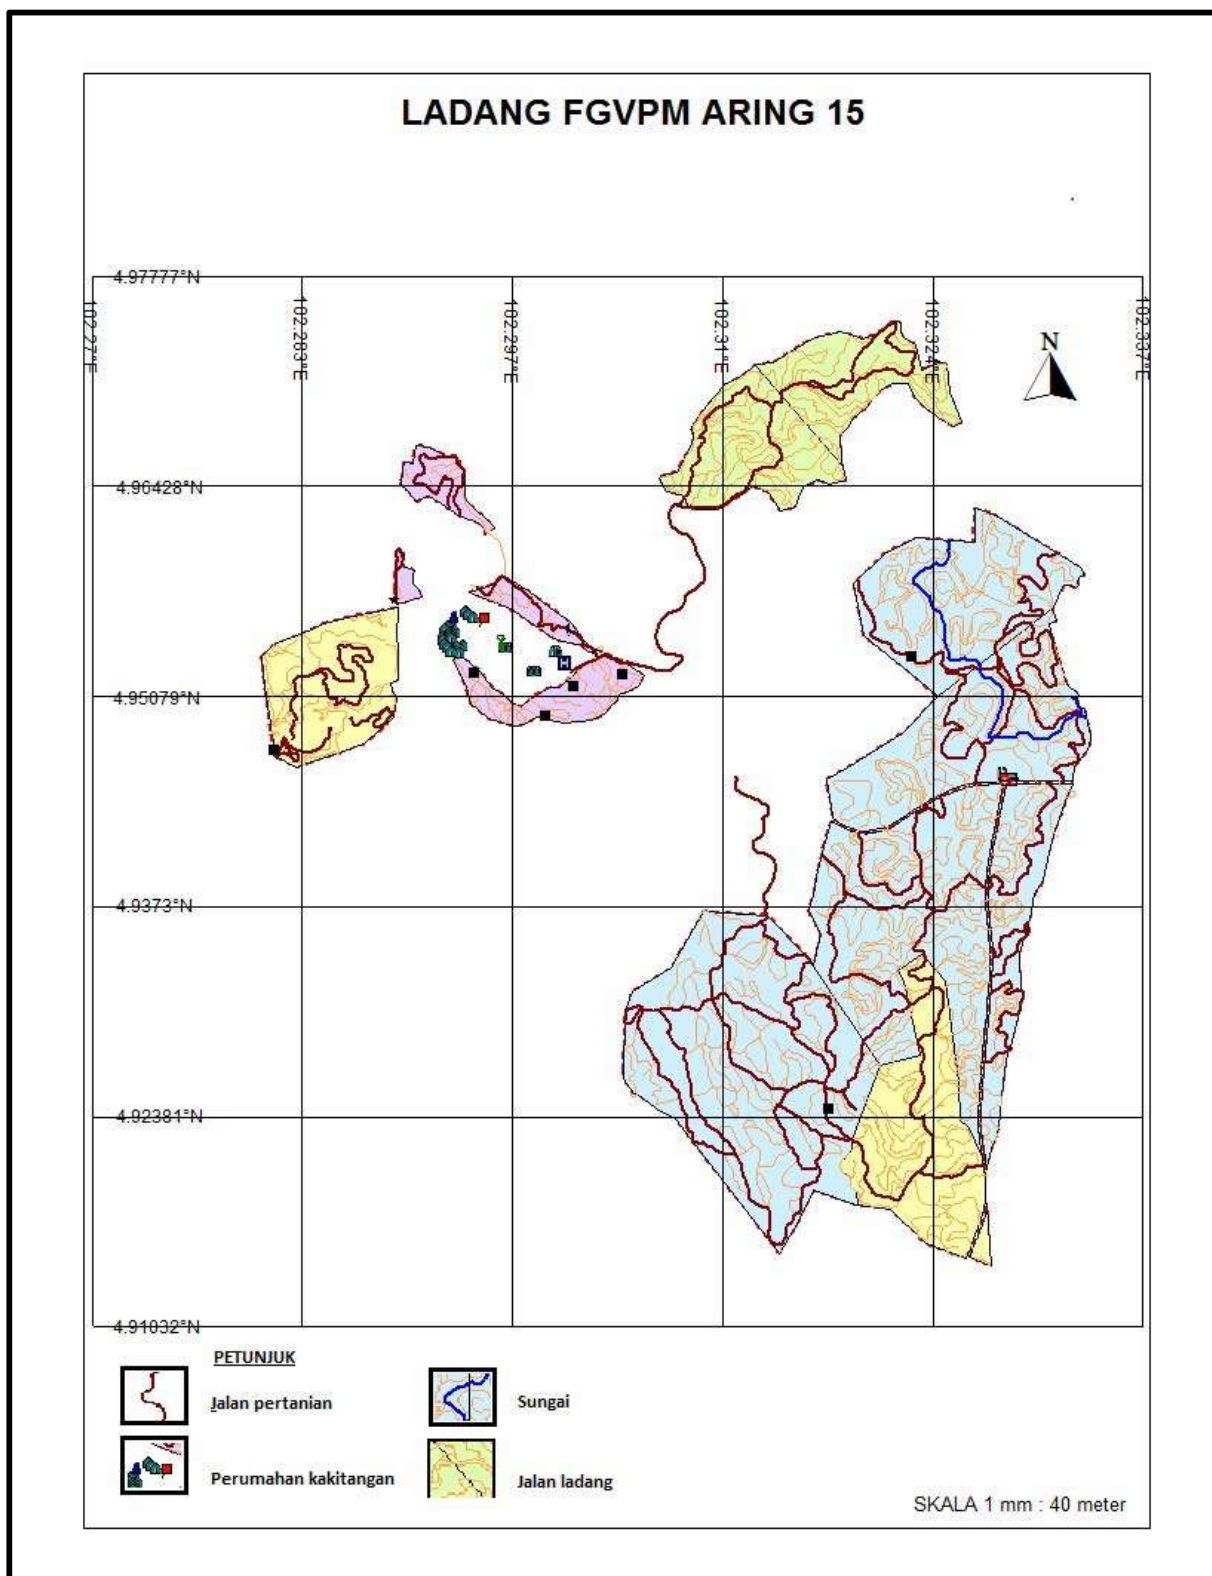 LADANG FGVPM ARING 15
4.97777°N
102.27°E
102.283°E
102.297°E
102.31°E
102.324°E
102.337°E
N
4.96428°N
H
4.95079°N
4.9373°N
4.92381°N
4.91032°N
PETUNJUK
Jalan pertanian
Sungai
Perumahan kakitangan
Jalan ladang
SKALA 1 mm : 40 meter